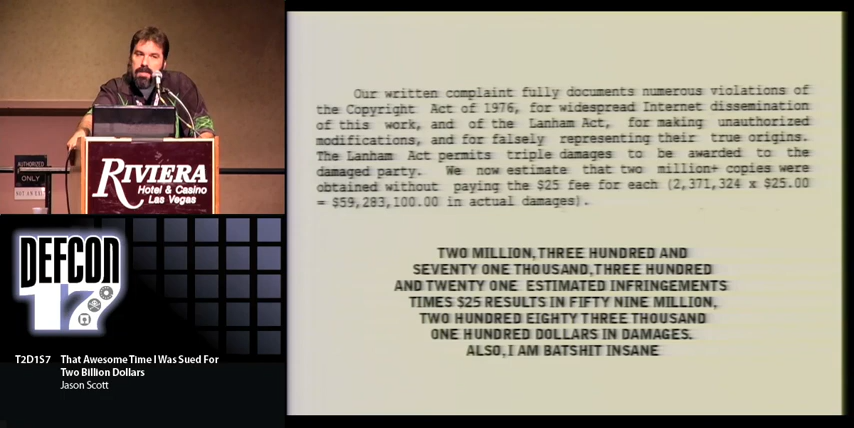 Our written complaint fully documents numerous violations of
the Copyright Act of 1976, for widespread Internet dissemination
of this work, and of the Lanham Act, for making unauthorized
modifications, and for falsely representing their true origins.
The Lanham Act permits triple damages to be awarded to the
damaged party. We now estimate that two million+ copies were
obtained without paying the $25 fee for each (2,371,324 x $25.00
= $59,283,100.00 in actual damages).
TWO MILLION, THREE HUNDRED AND
SEVENTY ONE THOUSAND, THREE HUNDRED
AND TWENTY ONE ESTIMATED INFRINGEMENTS
TIMES $25 RESULTS IN FIFTY NINE MILLION,
TWO HUNDRED EIGHTY THREE THOUSAND
ONE HUNDRED DOLLARS IN DAMAGES.
ALSO, I AM BATSHIT INSANE
AUTHORIZED
ONLY
RIVIERA
Hotel & Casino
Las Vegas
DEFCON
17
T2D1S7 That Awesome Time I Was Sued For
Two Billion Dollars
Jason Scott